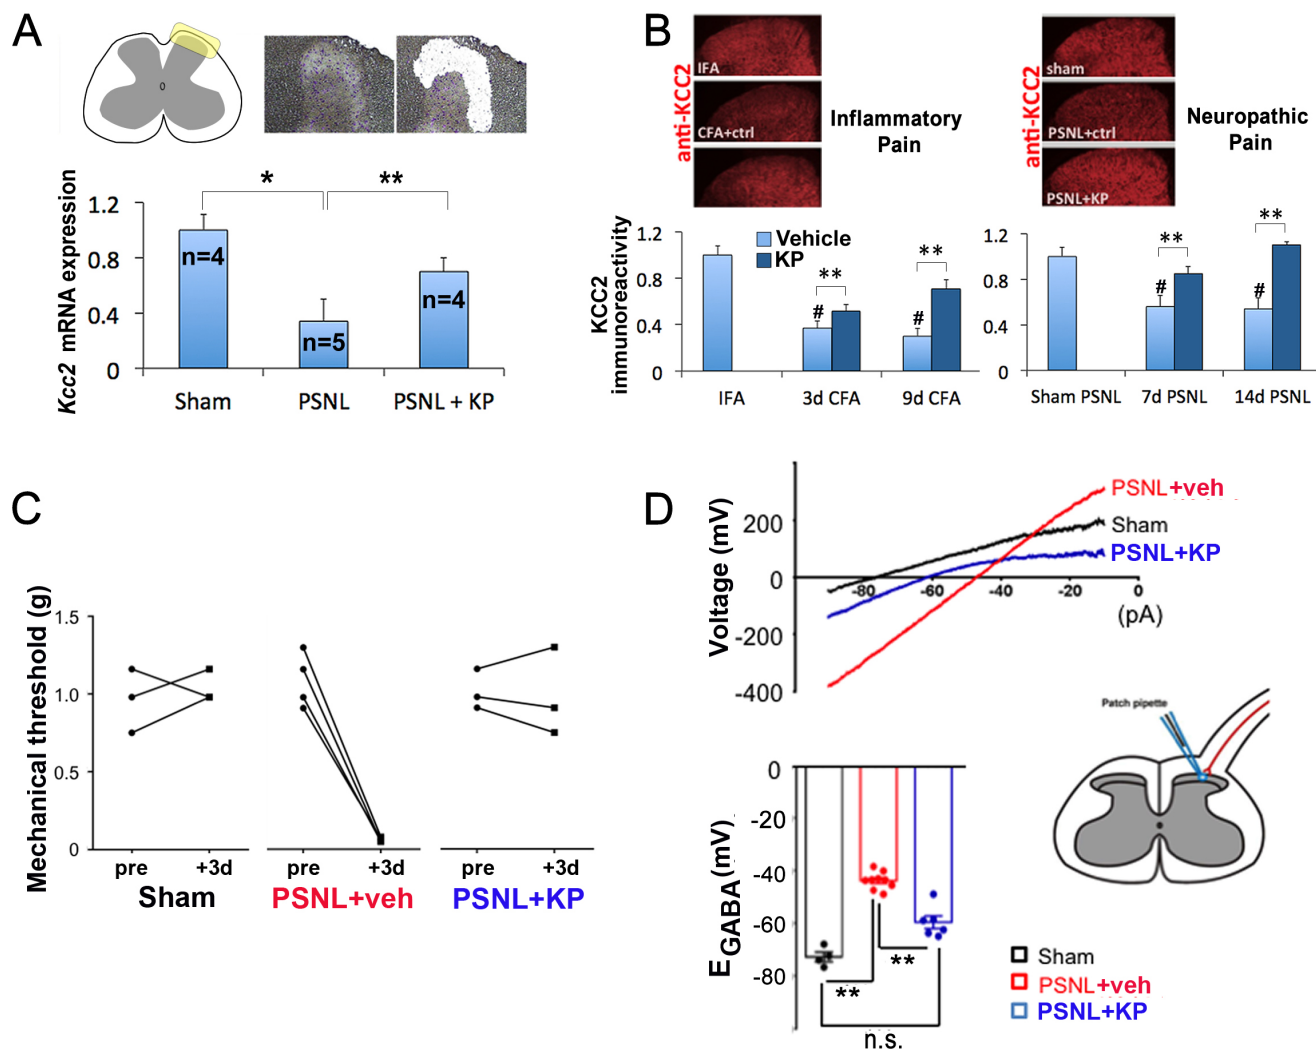 A
Kcc2 mRNA expression
1.2
0.8
0.4
0
*
**
n=4
n=5
n=4
Sham
PSNL
PSNL + KP
B
anti-KCC2
IFA
CFA+ctrl
Inflammatory
Pain
anti-KCC2
sham
PSNL+ctrl
PSNL+KP
Neuropathic
Pain
KCC2
immunoreactivity
1.2
0.8
0.4
0
Vehicle
KP
#
**
#
**
IFA
3d CFA
9d CFA
1.2
0.8
0.4
0
#
**
#
**
Sham PSNL
7d PSNL
14d PSNL
C
Mechanical threshold (g)
1.5
1.0
0.5
0
pre
+3d
Sham
pre
+3d
PSNL+veh
pre
+3d
PSNL+KP
D
Voltage (mV)
200
0
-200
-400
-80
-60
-40
-20
0
(pA)
PSNL+veh
Sham
PSNL+KP
Patch pipette
EGABA(mV)
0
-20
-40
-60
-80
**
**
n.s.
Sham
PSNL+veh
PSNL+KP